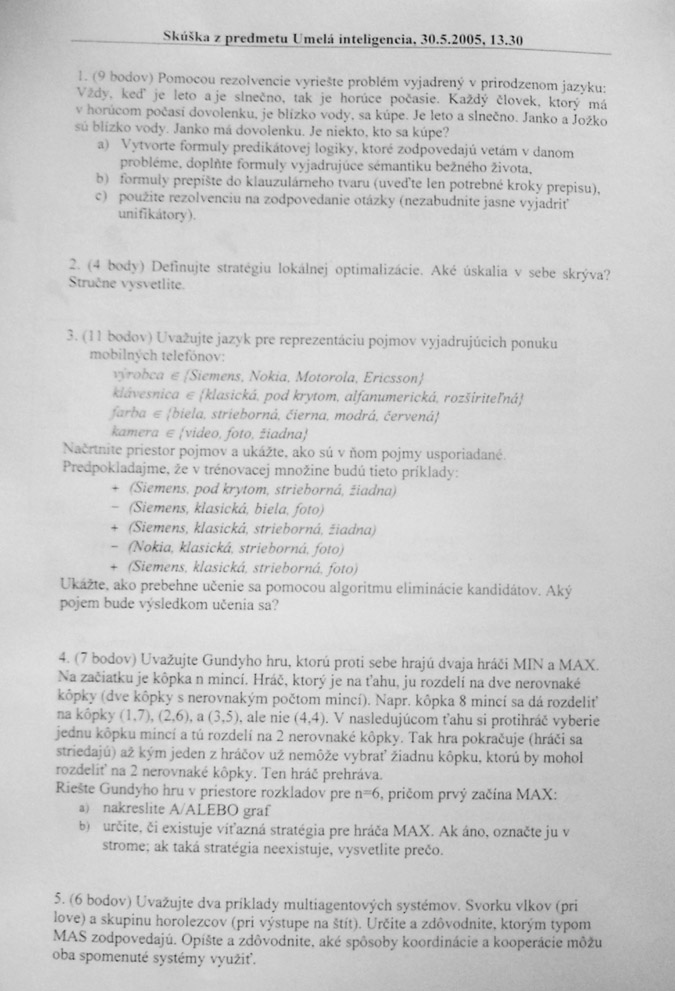 Skúška z predmetu Umelá inteligencia, 30.5.2005, 13.30
1. (9 bodov) Pomocou rezolvencie vyriešte problém vyjadrený v prirodzenom jazyku:
Vždy, keď je leto a je slnečno, tak je horúce počasie. Každý človek, ktorý má
v horúcom počasí dovolenku, je blízko vody, sa kúpe. Je leto a slnečno. Janko a Jožko
sú blízko vody. Janko má dovolenku. Je niekto, kto sa kúpe?
a) Vytvorte formuly predikátovej logiky, ktoré zodpovedajú vetám v danom
probléme, doplňte formuly vyjadrujúce sémantiku bežného života,
b) formuly prepíšte do klauzulárneho tvaru (uveďte len potrebné kroky prepisu),
c) použite rezolvenciu na zodpovedanie otázky (nezabudnite jasne vyjadriť
unifikátory).
2. (4 body) Definujte stratégiu lokálnej optimalizácie. Aké úskalia v sebe skrýva?
Stručne vysvetlite.
3. (11 bodov) Uvažujte jazyk pre reprezentáciu pojmov vyjadrujúcich ponuku
mobilných telefónov:
výrobca ∈ {Siemens, Nokia, Motorola, Ericsson}
klávesnica ∈ {klasická, pod krytom, alfanumerická, rozšíriteľná}
farba ∈ {biela, strieborná, čierna, modrá, červená}
kamera ∈ {video, foto, žiadna}
Načrtnite priestor pojmov a ukážte, ako sú v ňom pojmy usporiadané.
Predpokladajme, že v trénovacej množine budú tieto príklady:
+ (Siemens, pod krytom, strieborná, žiadna)
− (Siemens, klasická, biela, foto)
+ (Siemens, klasická, strieborná, žiadna)
− (Nokia, klasická, strieborná, foto)
+ (Siemens, klasická, strieborná, foto)
Ukážte, ako prebehne učenie sa pomocou algoritmu eliminácie kandidátov. Aký
pojem bude výsledkom učenia sa?
4. (7 bodov) Uvažujte Gundyho hru, ktorú proti sebe hrajú dvaja hráči MIN a MAX.
Na začiatku je kôpka n mincí. Hráč, ktorý je na ťahu, ju rozdelí na dve nerovnaké
kôpky (dve kôpky s nerovnakým počtom mincí). Napr. kôpka 8 mincí sa dá rozdeliť
na kôpky (1,7), (2,6), a (3,5), ale nie (4,4). V nasledujúcom ťahu si protihráč vyberie
jednu kôpku mincí a tú rozdelí na 2 nerovnaké kôpky. Tak hra pokračuje (hráči sa
striedajú) až kým jeden z hráčov už nemôže vybrať žiadnu kôpku, ktorú by mohol
rozdeliť na 2 nerovnaké kôpky. Ten hráč prehráva.
Riešte Gundyho hru v priestore rozkladov pre n=6, pričom prvý začína MAX:
a) nakreslite A/ALEBO graf
b) určite, či existuje víťazná stratégia pre hráča MAX. Ak áno, označte ju v
strome; ak taká stratégia neexistuje, vysvetlite prečo.
5. (6 bodov) Uvažujte dva príklady multiagentových systémov. Svorku vlkov (pri
love) a skupinu horolezcov (pri výstupe na štít). Určite a zdôvodnite, ktorým typom
MAS zodpovedajú. Opíšte a zdôvodnite, aké spôsoby koordinácie a kooperácie môžu
oba spomenuté systémy využiť.